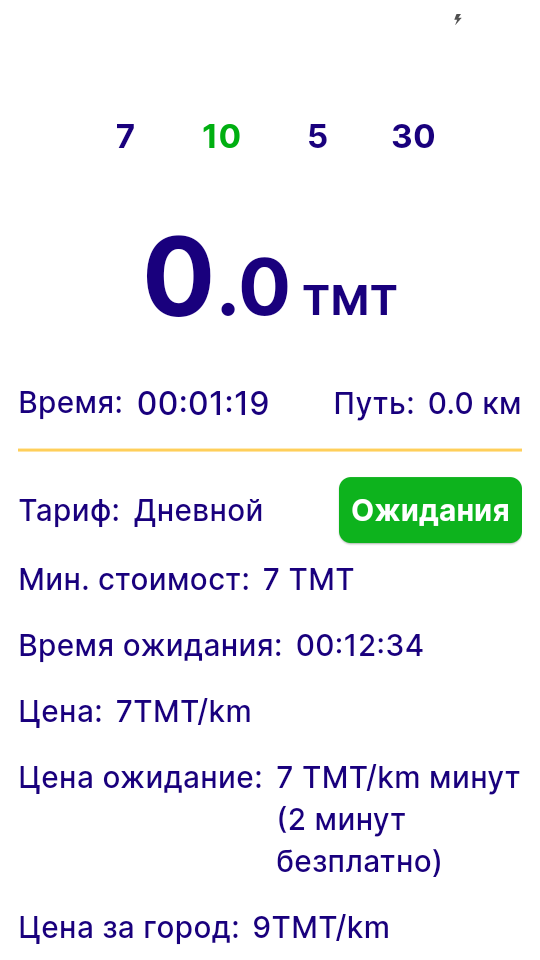 7 10 5 30
0.0 TMT
Время: 00:01:19 Путь: 0.0 км
Тариф: Дневной Ожидания
Мин. стоимост: 7 TMT
Время ожидания: 00:12:34
Цена: 7TMT/km
Цена ожидание: 7 TMT/km минут
(2 минут
безплатно)
Цена за город: 9TMT/km